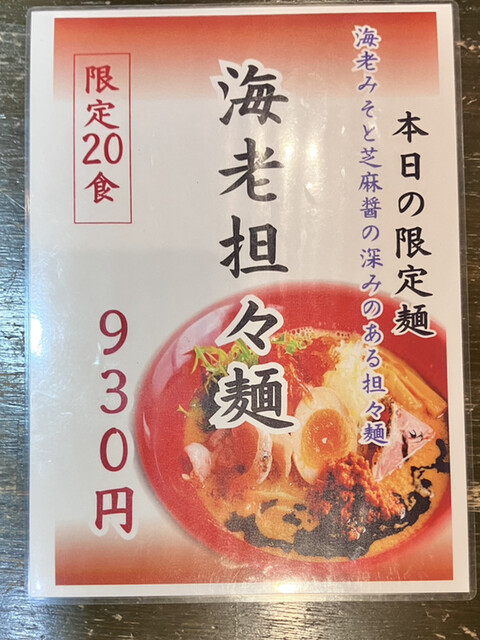 本日の限定麺
海老みそと芝麻醤の深みのある担々麺
海老担々麺
限定20食
930円